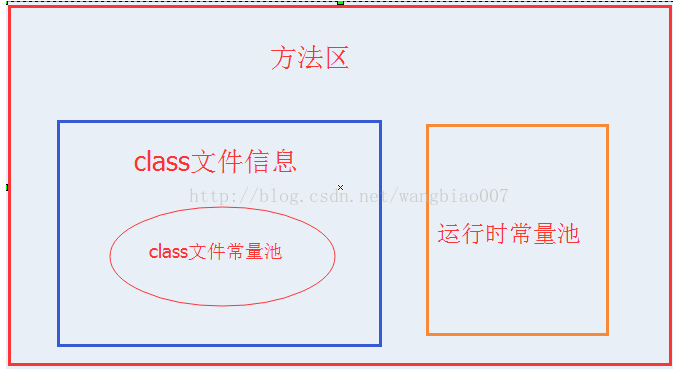 方法区
class文件信息
http://blog.csdn.net/wangbiao007
class文件常量池
运行时常量池